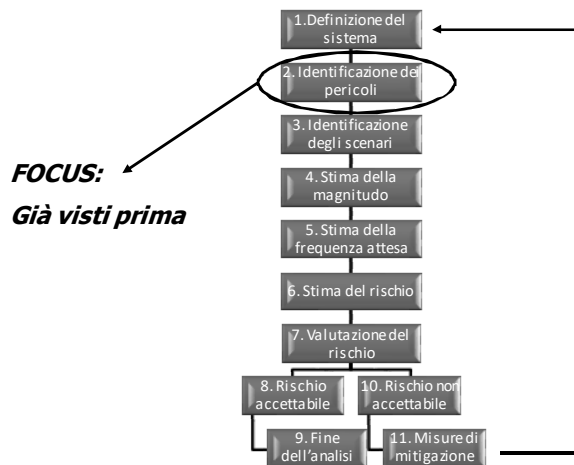 1.Definizione del
sistema
2. Identificazione dei
pericoli
3. Identificazione
degli scenari
FOCUS:
Già visti prima
4. Stima della
magnitudo
5. Stima della
frequenza attesa
6. Stima del rischio
7. Valutazione del
rischio
8. Rischio
accettabile
10. Rischio non
accettabile
9. Fine
dell'analisi
11. Misure di
mitigazione